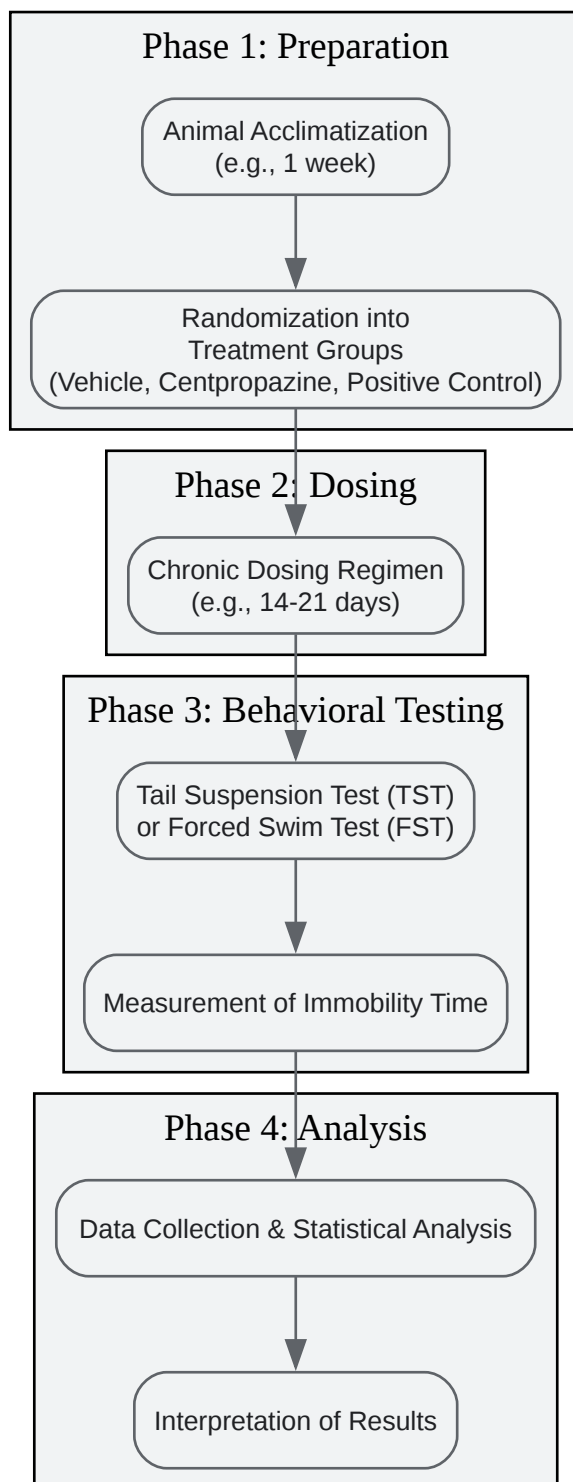 Phase 1: Preparation
Animal Acclimatization
(e.g., 1 week)
Randomization into
Treatment Groups
(Vehicle, Centpropazine, Positive Control)
Phase 2: Dosing
Chronic Dosing Regimen
(e.g., 14-21 days)
Phase 3: Behavioral Testing
Tail Suspension Test (TST)
or Forced Swim Test (FST)
Measurement of Immobility Time
Phase 4: Analysis
Data Collection & Statistical Analysis
Interpretation of Results